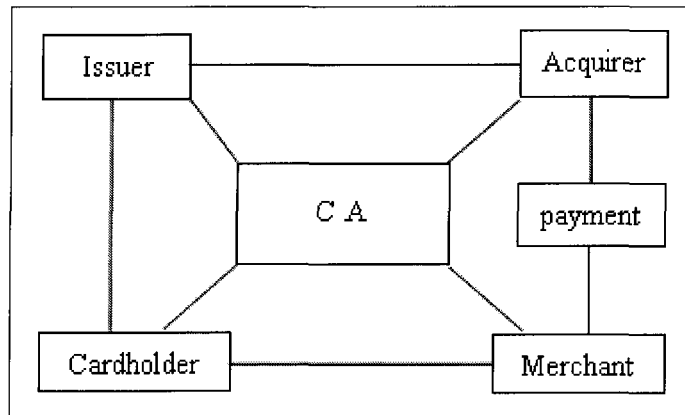 Issuer
Acquirer
C A
payment
Cardholder
Merchant